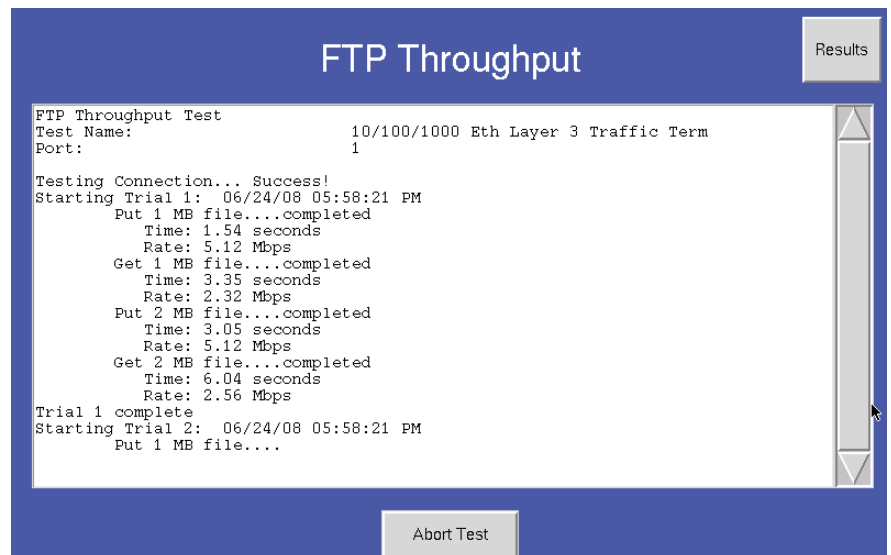 FTP Throughput
Results
FTP Throughput Test
Test Name: 10/100/1000 Eth Layer 3 Traffic Term
Port: 1
Testing Connection... Success!
Starting Trial 1: 06/24/08 05:58:21 PM
Put 1 MB file....completed
Time: 1.54 seconds
Rate: 5.12 Mbps
Get 1 MB file....completed
Time: 3.35 seconds
Rate: 2.32 Mbps
Put 2 MB file....completed
Time: 3.05 seconds
Rate: 5.12 Mbps
Get 2 MB file....completed
Time: 6.04 seconds
Rate: 2.56 Mbps
Trial 1 complete
Starting Trial 2: 06/24/08 05:58:21 PM
Put 1 MB file....
Abort Test